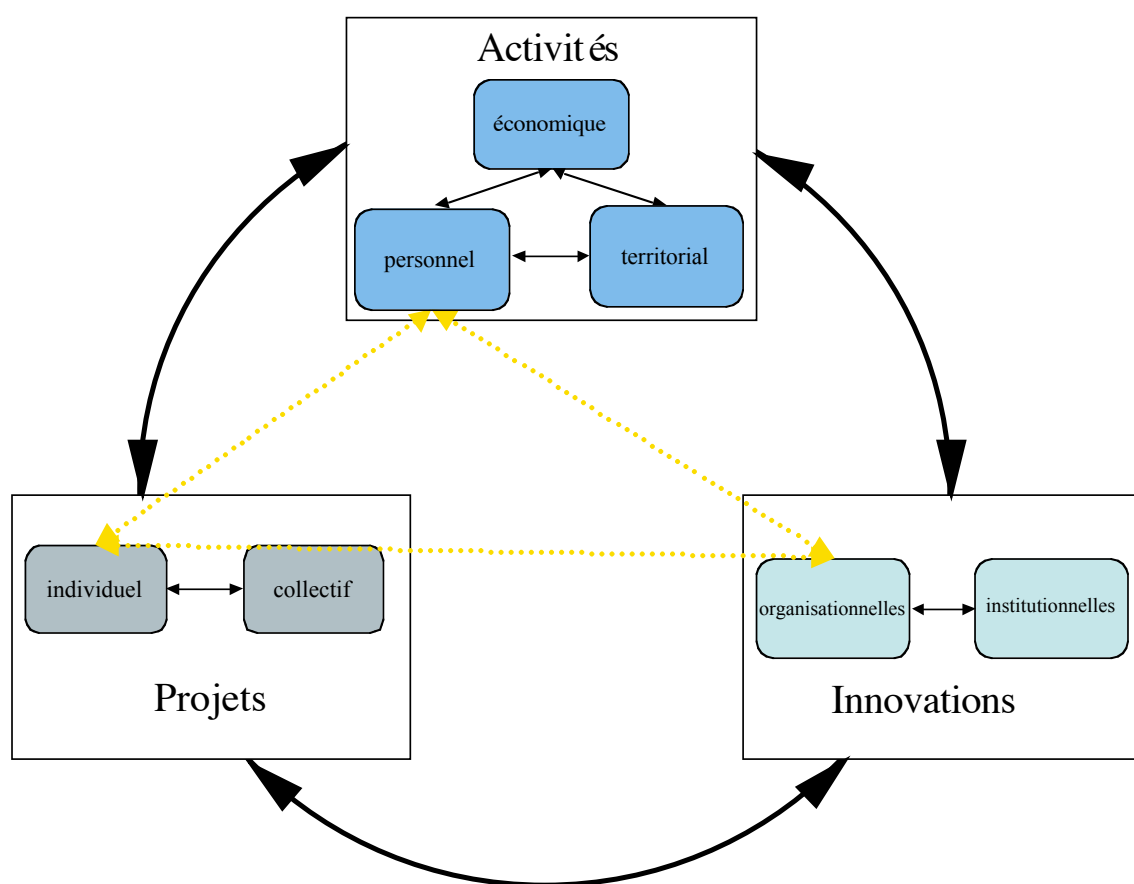 Activités
économique
personnel
territorial
individuel
collectif
Projets
organisationnelles
institutionnelles
Innovations